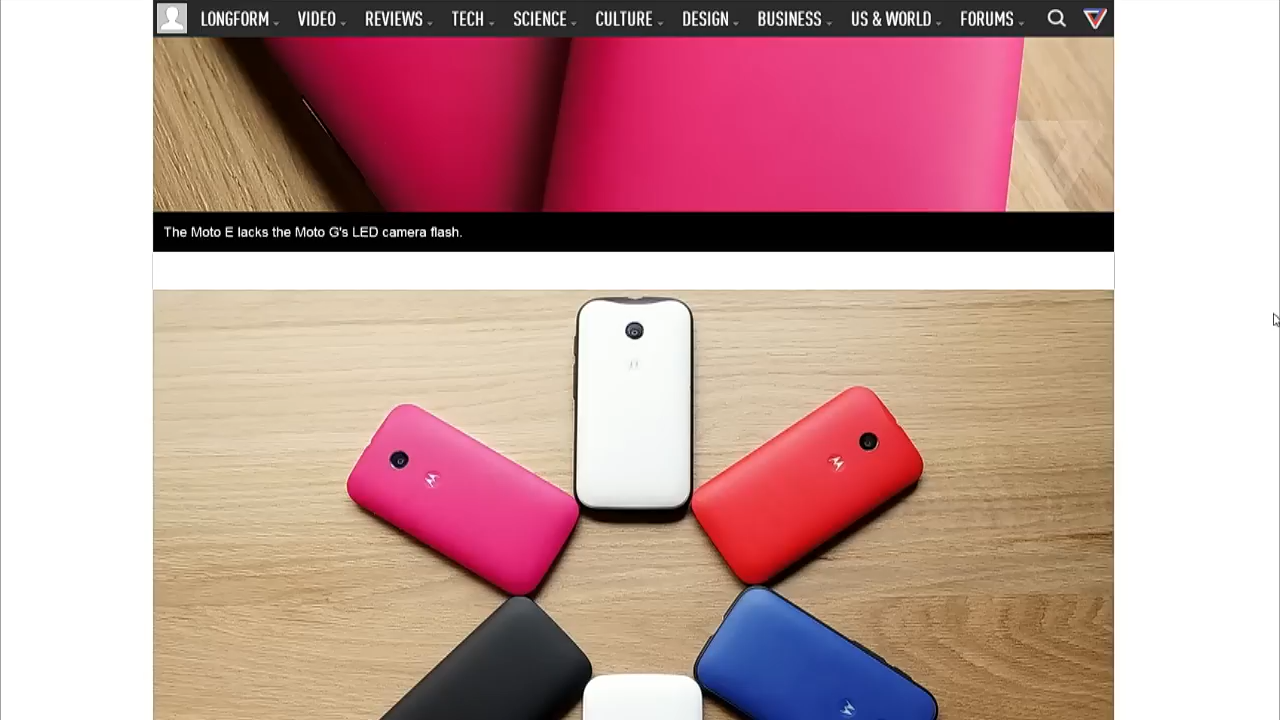 LONGFORM VIDEO REVIEWS TECH SCIENCE CULTURE DESIGN BUSINESS US & WORLD FORUMS
The Moto E lacks the Moto G's LED camera flash.